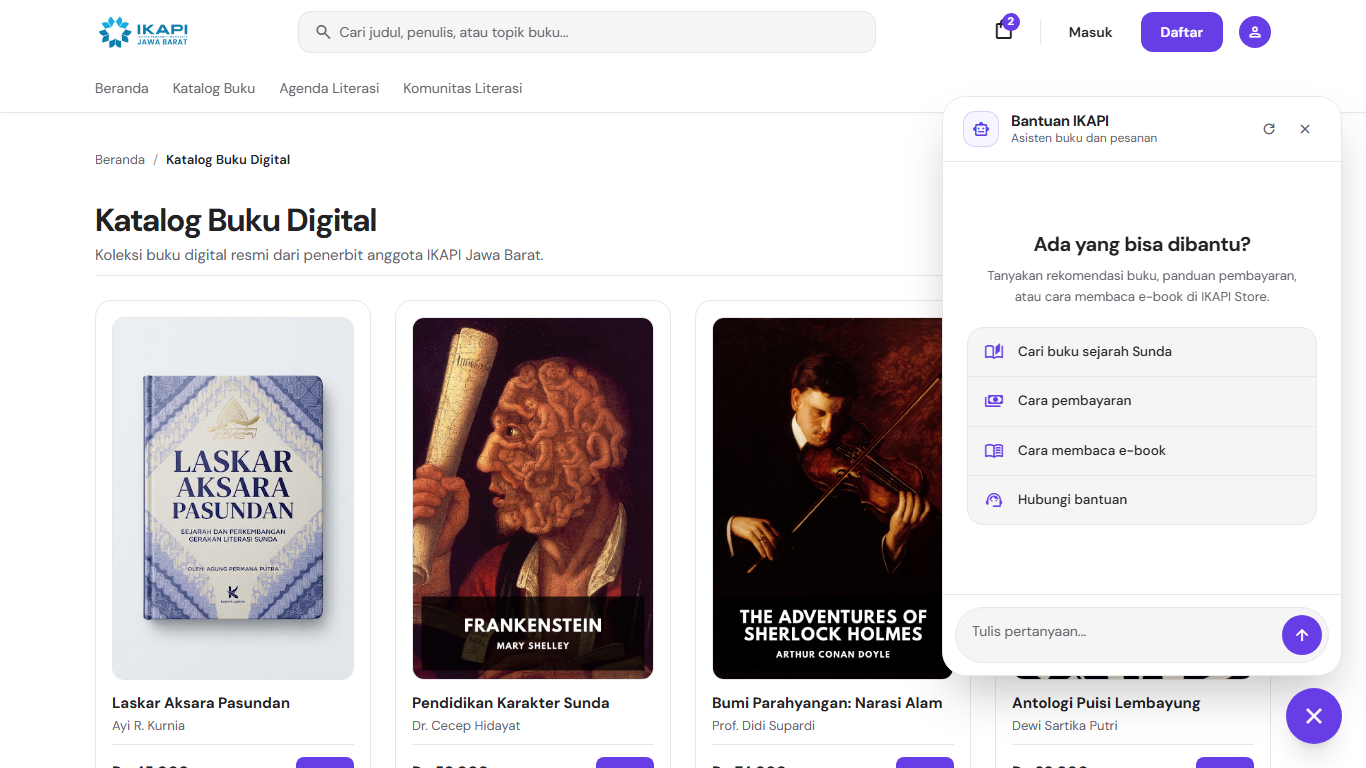 IKAPI
JAWA BARAT
Cari judul, penulis, atau topik buku...
2
Masuk
Daftar
Beranda
Katalog Buku
Agenda Literasi
Komunitas Literasi
Beranda / Katalog Buku Digital
Katalog Buku Digital
Koleksi buku digital resmi dari penerbit anggota IKAPI Jawa Barat.
LASKAR
AKSARA
PASUNDAN
SEJARAH DAN PERKEMBANGAN
GERAKAN LITERASI SUNDA
OLEH: AGUNG PERMANA PUTRA
FRANKENSTEIN
MARY SHELLEY
THE ADVENTURES OF
SHERLOCK HOLMES
ARTHUR CONAN DOYLE
Laskar Aksara Pasundan
Ayi R. Kurnia
Pendidikan Karakter Sunda
Dr. Cecep Hidayat
Bumi Parahyangan: Narasi Alam
Prof. Didi Supardi
Antologi Puisi Lembayung
Dewi Sartika Putri
Bantuan IKAPI
Asisten buku dan pesanan
Ada yang bisa dibantu?
Tanyakan rekomendasi buku, panduan pembayaran,
atau cara membaca e-book di IKAPI Store.
Cari buku sejarah Sunda
Cara pembayaran
Cara membaca e-book
Hubungi bantuan
Tulis pertanyaan...